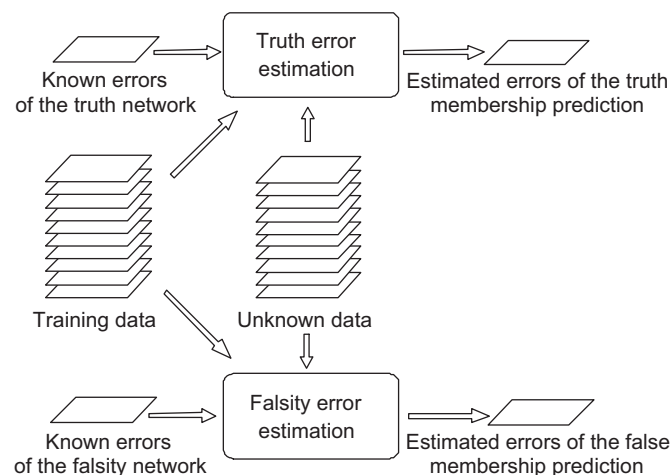 Truth error
estimation
Known errors
of the truth network
Estimated errors of the truth
membership prediction
Training data
Unknown data
Falsity error
estimation
Known errors
of the falsity network
Estimated errors of the false
membership prediction